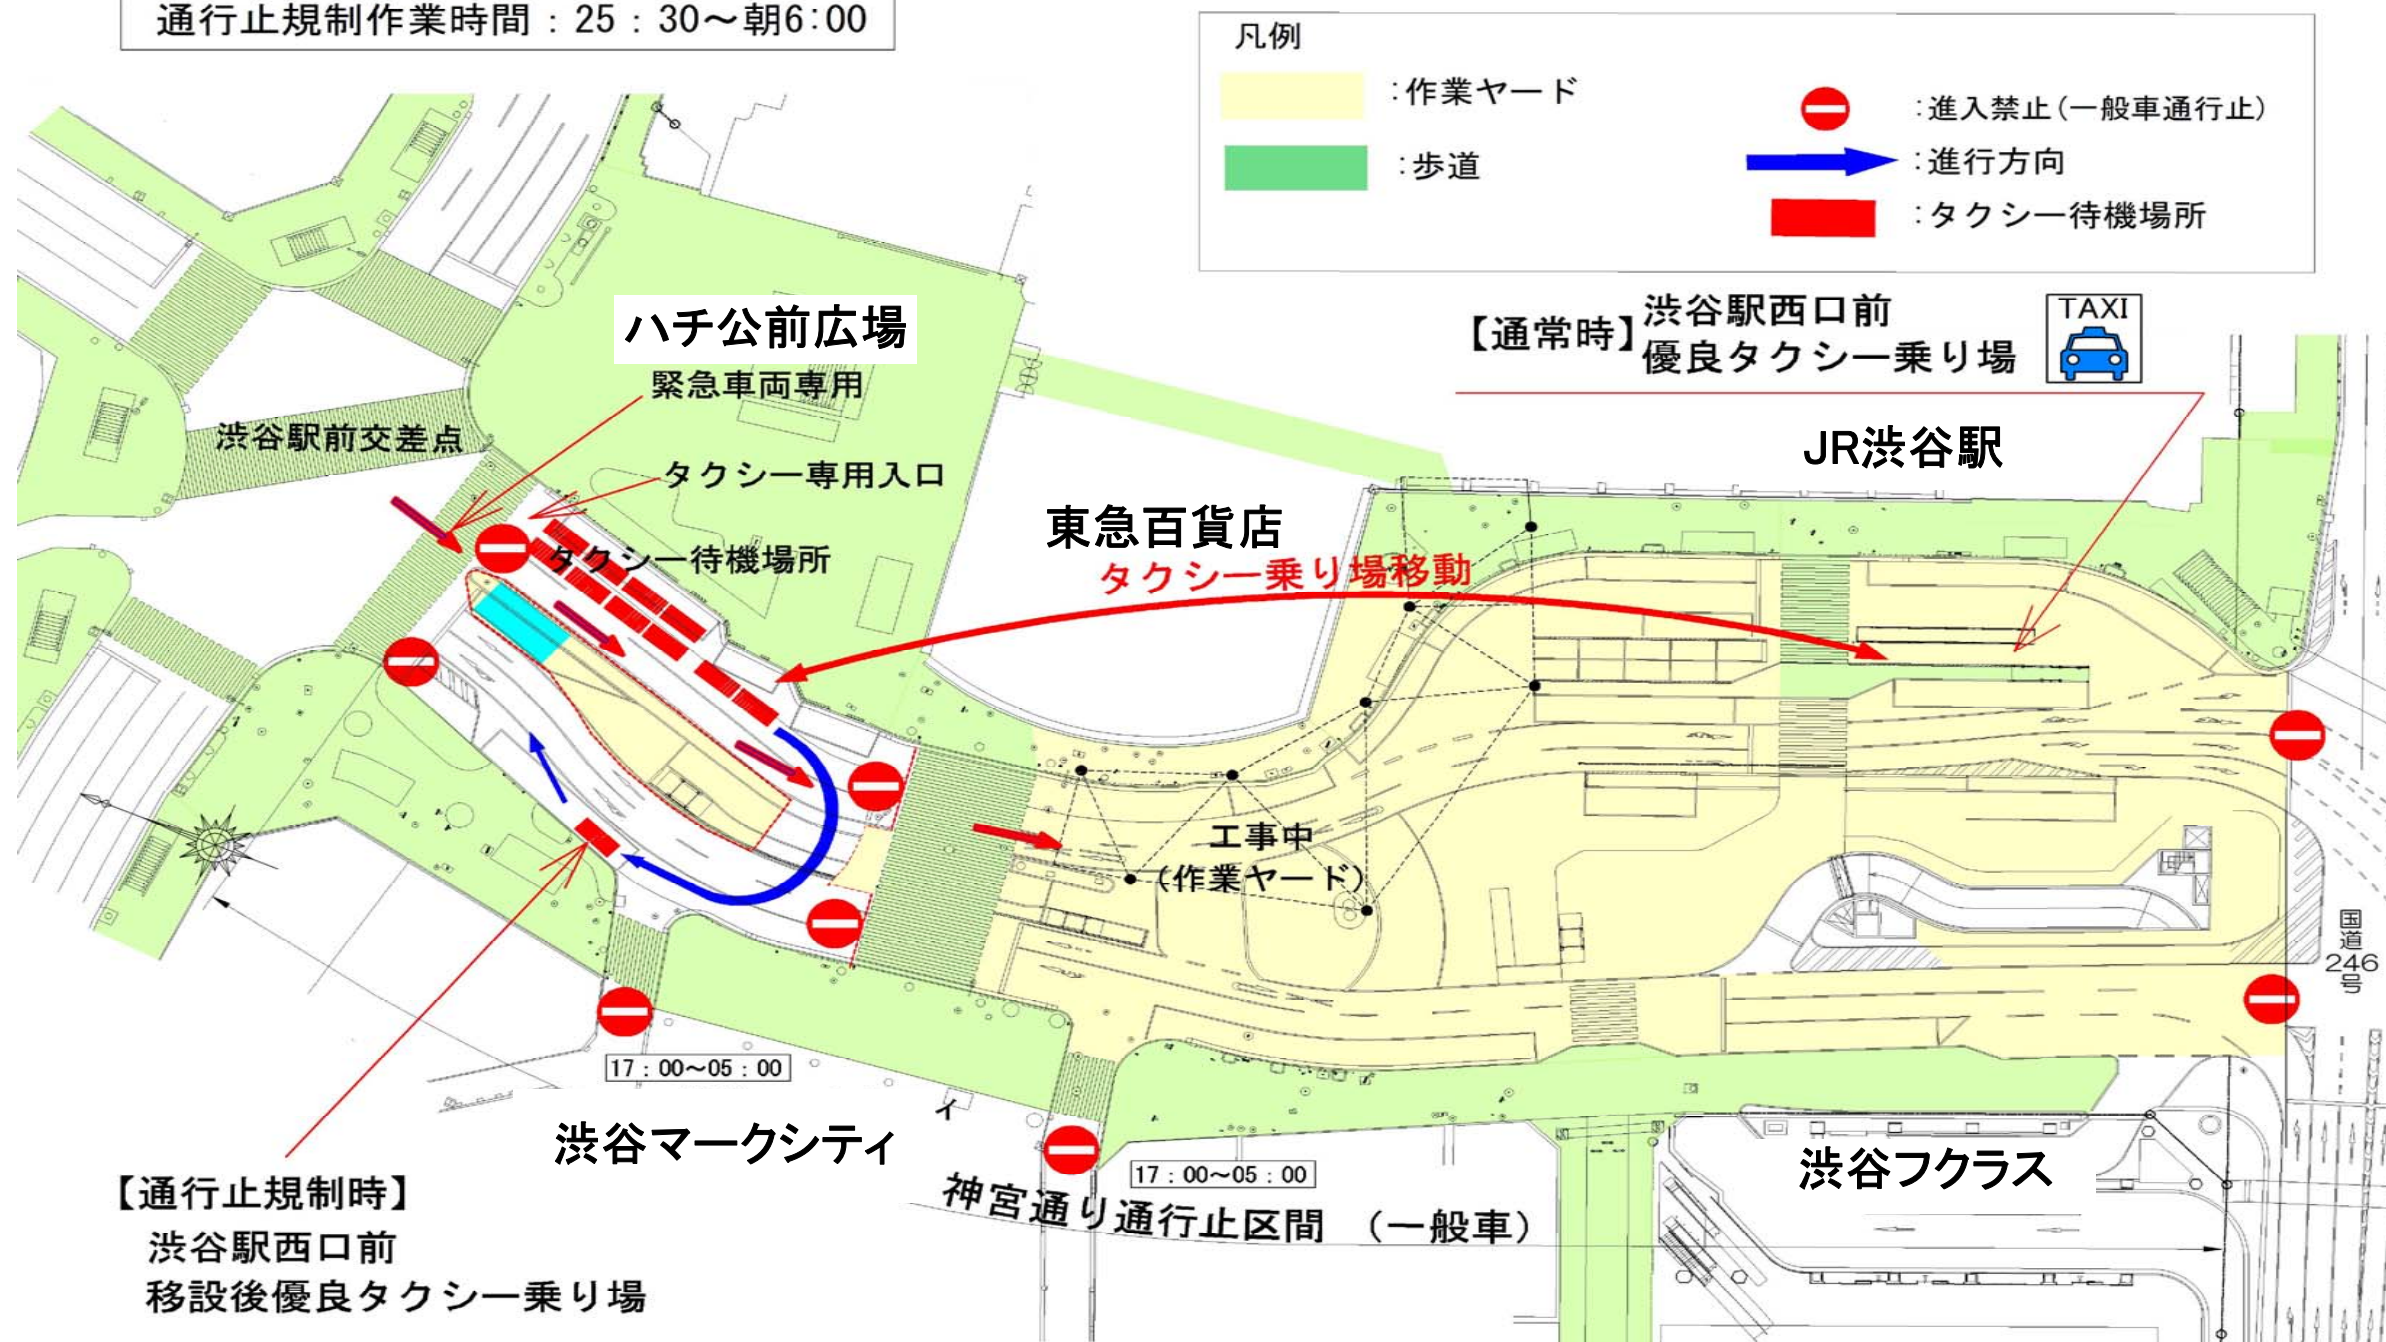 通行止規制作業時間：25：30～朝6:00
凡例
:作業ヤード
:歩道
:進入禁止(一般車通行止)
:進行方向
:タクシー待機場所
【通常時】
渋谷駅西口前
優良タクシー乗り場
TAXI
ハチ公前広場
緊急車両専用
渋谷駅前交差点
タクシー専用入口
JR渋谷駅
東急百貨店
タクシー待機場所
タクシー乗り場移動
工事中
(作業ヤード)
国道
246
号
17：00～05：00
渋谷マークシティ
イ
17：00～05：00
渋谷フクラス
神宮通り通行止区間 （一般車）
【通行止規制時】
渋谷駅西口前
移設後優良タクシー乗り場